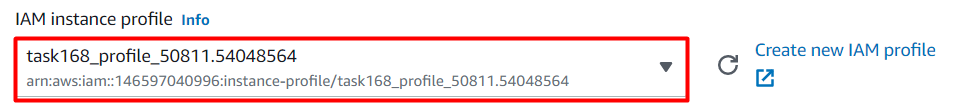 IAM instance profile Info
task168_profile_50811.54048564
arn:aws:iam::146597040996:instance-profile/task168_profile_50811.54048564
Create new IAM profile